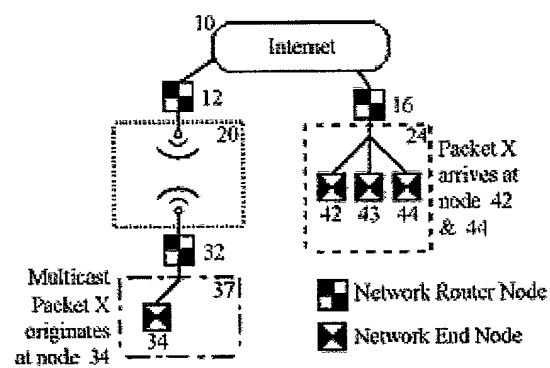 10
Internet
12
16
20
24
Packet X
arrives at
node 42
& 44
42 43 44
32
Multicast
Packet X
originates
at node 34
37
34
Network Router Node
Network End Node